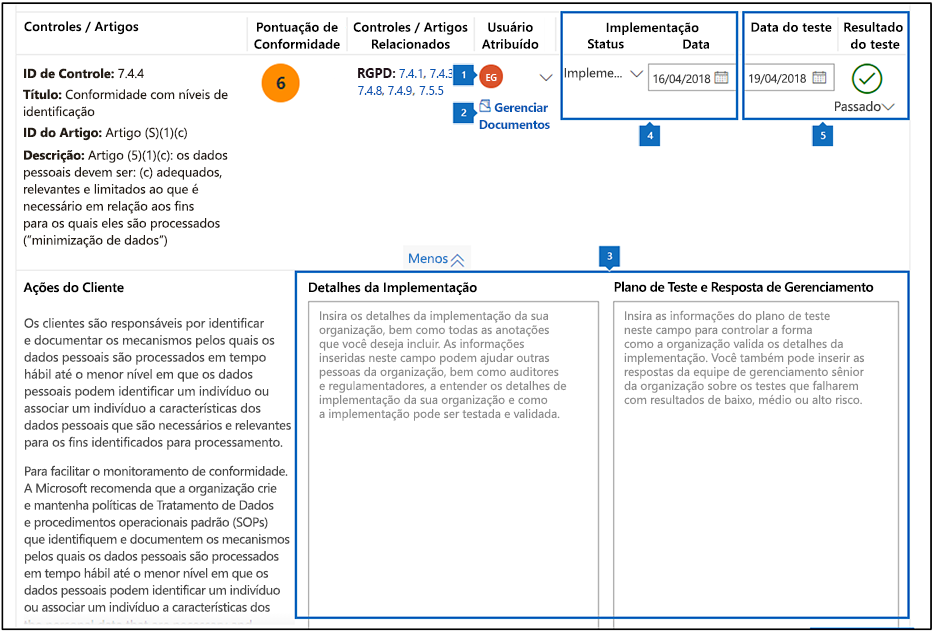 Controles / Artigos
Pontuação de
Conformidade
Controles / Artigos
Relacionados
Usuário
Atribuído
Implementação
Status Data
Data do teste
Resultado
do teste
ID de Controle: 7.4.4
Título: Conformidade com níveis de
identificação
ID do Artigo: Artigo (S)(1)(c)
Descrição: Artigo (5)(1)(c): os dados
pessoais devem ser: (c) adequados,
relevantes e limitados ao que é
necessário em relação aos fins
para os quais eles são processados
("minimização de dados")
6
RGPD: 7.4.1, 7.4.3
7.4.8, 7.4.9, 7.5.5
1
EG
2
Gerenciar
Documentos
Impleme...
16/04/2018
4
19/04/2018
Passado
5
Menos
3
Ações do Cliente
Os clientes são responsáveis por identificar
e documentar os mecanismos pelos quais os
dados pessoais são processados em tempo
hábil até o menor nível em que os dados
pessoais podem identificar um indivíduo ou
associar um indivíduo a características dos
dados pessoais que são necessários e relevantes
para os fins identificados para processamento.
Para facilitar o monitoramento de conformidade.
A Microsoft recomenda que a organização crie
e mantenha políticas de Tratamento de Dados
e procedimentos operacionais padrão (SOPs)
que identifiquem e documentem os mecanismos
pelos quais os dados pessoais são processados
em tempo hábil até o menor nível em que os
dados pessoais podem identificar um indivíduo
ou associar um indivíduo a características dos
Detalhes da Implementação
Insira os detalhes da implementação da sua
organização, bem como todas as anotações
que você deseja incluir. As informações
inseridas neste campo podem ajudar outras
pessoas da organização, bem como auditores
e regulamentadores, a entender os detalhes de
implementação da sua organização e como
a implementação pode ser testada e validada.
Plano de Teste e Resposta de Gerenciamento
Insira as informações do plano de teste
neste campo para controlar a forma
como a organização valida os detalhes da
implementação. Você também pode inserir as
respostas da equipe de gerenciamento sênior
da organização sobre os testes que falharem
com resultados de baixo, médio ou alto risco.